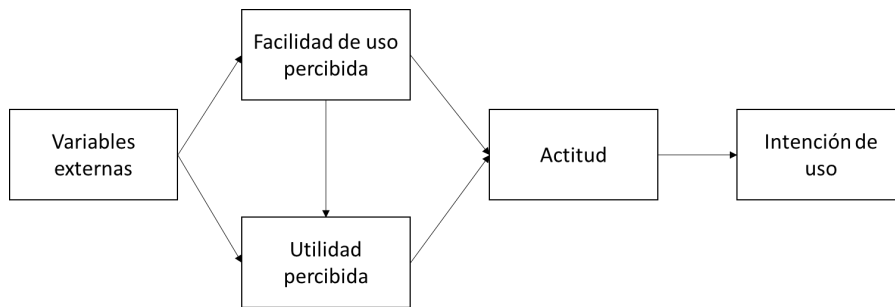 Facilidad de uso
percibida
Variables
externas
Actitud
Intención de
uso
Utilidad
percibida